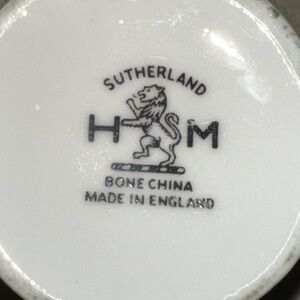 SUTHERLAND
H M
BONE CHINA
MADE IN ENGLAND